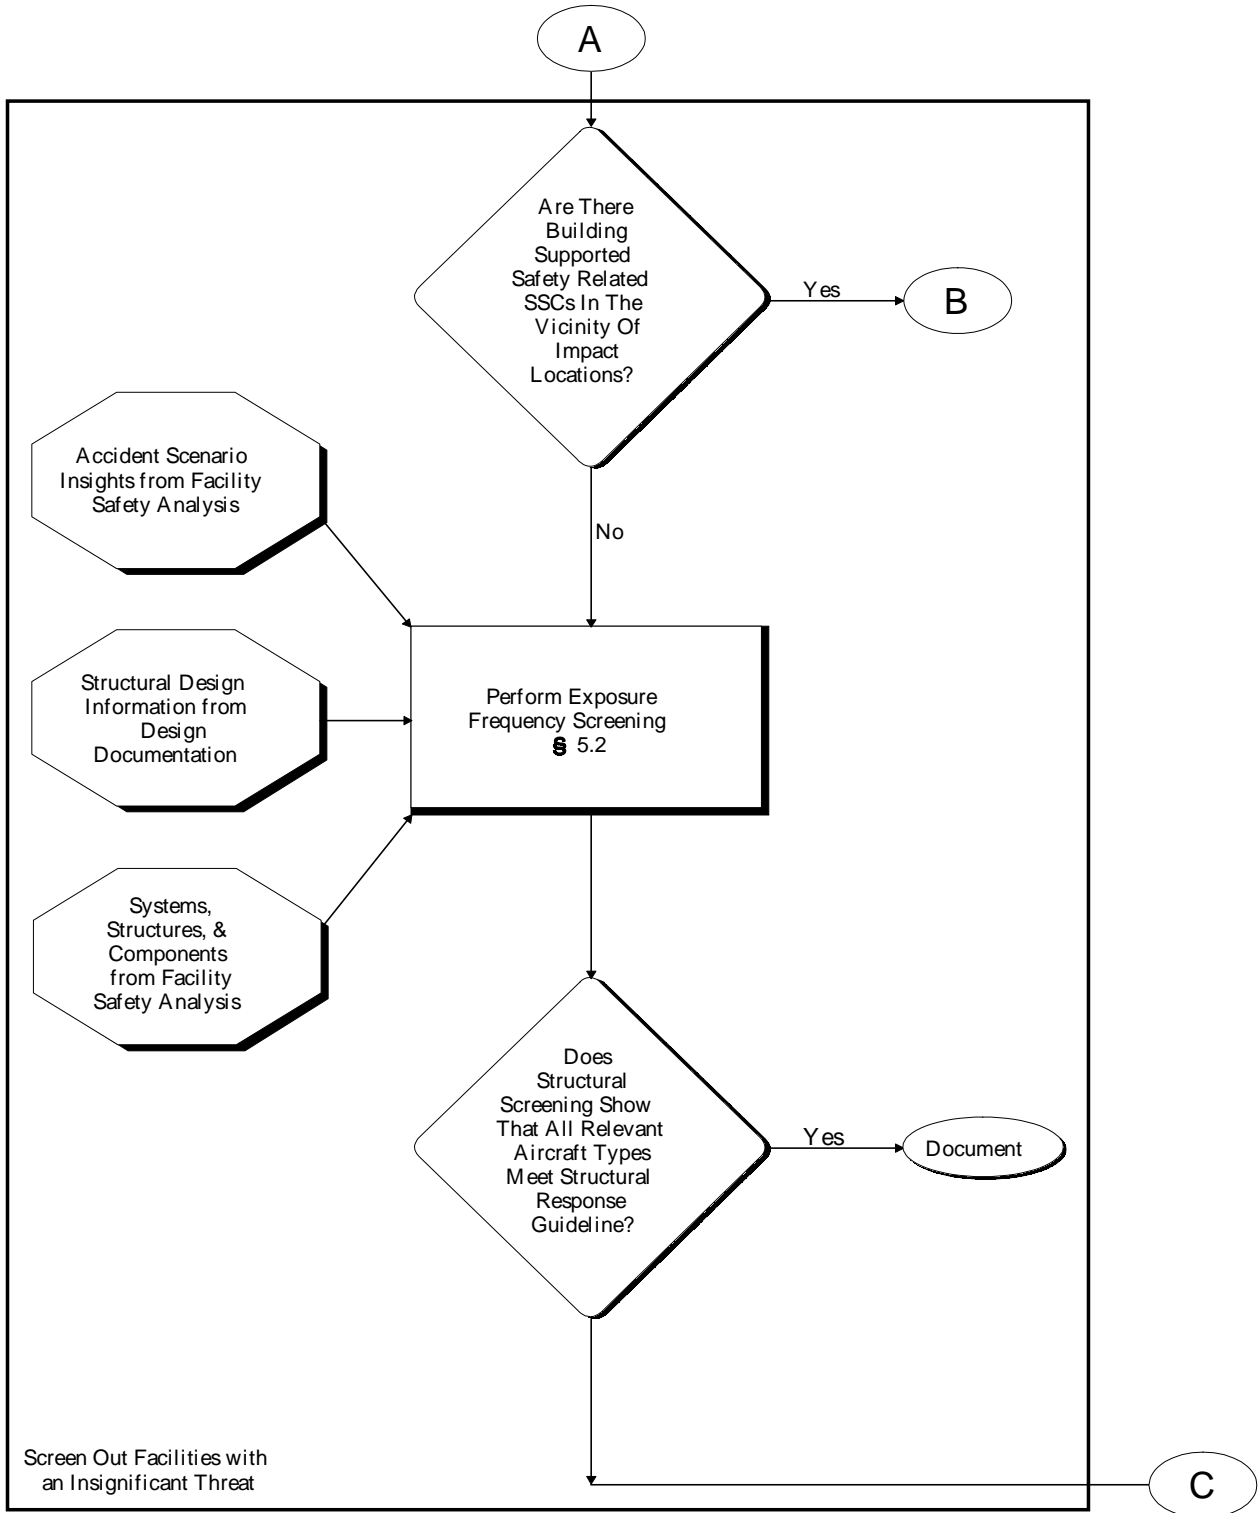 A
Are There
Building
Supported
Safety Related
SSCs In The
Vicinity Of
Impact
Locations?
Yes
B
Accident Scenario
Insights from Facility
Safety Analysis
No
Structural Design
Information from
Design
Documentation
Perform Exposure
Frequency Screening
§ 5.2
Systems,
Structures, &
Components
from Facility
Safety Analysis
Does
Structural
Screening Show
That All Relevant
Aircraft Types
Meet Structural
Response
Guideline?
Yes
Document
Screen Out Facilities with
an Insignificant Threat
C